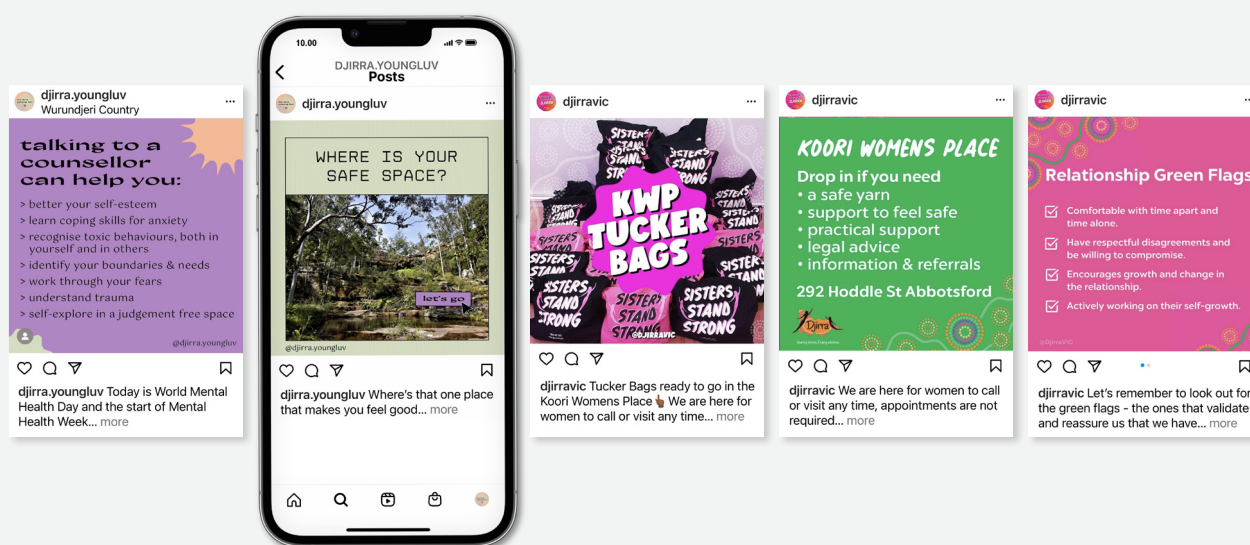 djirra.youngluv
Wurundjeri Country
talking to a
counsellor
can help you:
> better your self-esteem
> learn coping skills for anxiety
> recognise toxic behaviours, both in
yourself and in others
> identify your boundaries & needs
> work through your fears
> understand trauma
> self-explore in a judgement free space
@djirra.youngluv
djirra.youngluv Today is World Mental
Health Day and the start of Mental
Health Week... more
10.00
DJIRRA.YOUNGLUV
Posts
djirra.youngluv
WHERE IS YOUR
SAFE SPACE?
let's go
@djirra.youngluv
djirra.youngluv Where's that one place
that makes you feel good... more
djirravic
SISTERS
STAND
STRONG
KWP
TUCKER
BAGS
SISTERS
STAND
STRONG
SISTERS
STAND
STRONG
SISTERS
STAND
STRONG
@DJIRRAVIC
djirravic Tucker Bags ready to go in the
Koori Womens Place We are here for
women to call or visit any time... more
djirravic
KOORI WOMENS PLACE
Drop in if you need
• a safe yarn
• support to feel safe
• practical support
• legal advice
• information & referrals
292 Hoddle St Abbotsford
Djirra
djirravic We are here for women to call
or visit any time, appointments are not
required... more
djirravic
Relationship Green Flags
Comfortable with time apart and
time alone.
Have respectful disagreements and
be willing to compromise.
Encourages growth and change in
the relationship.
Actively working on their self-growth.
@DjirraVIC
djirravic Let's remember to look out for
the green flags - the ones that validate
and reassure us that we have... more